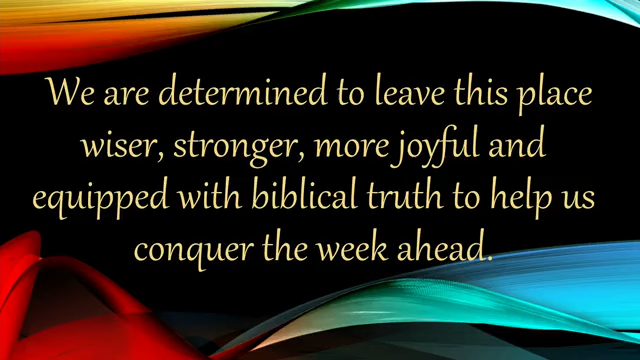 We are determined to leave this place
wiser, stronger, more joyful and
equipped with biblical truth to help us
conquer the week ahead.